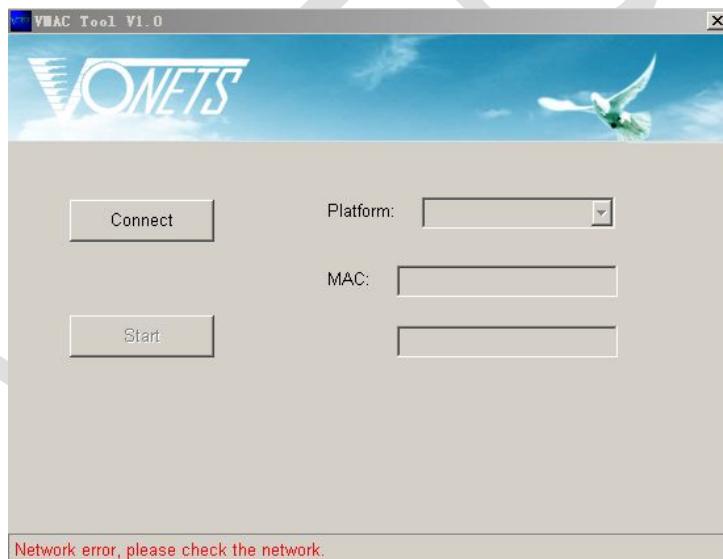 VMAC Tool V1.0
VONETS
Connect
Platform:
MAC:
Start
Network error, please check the network.